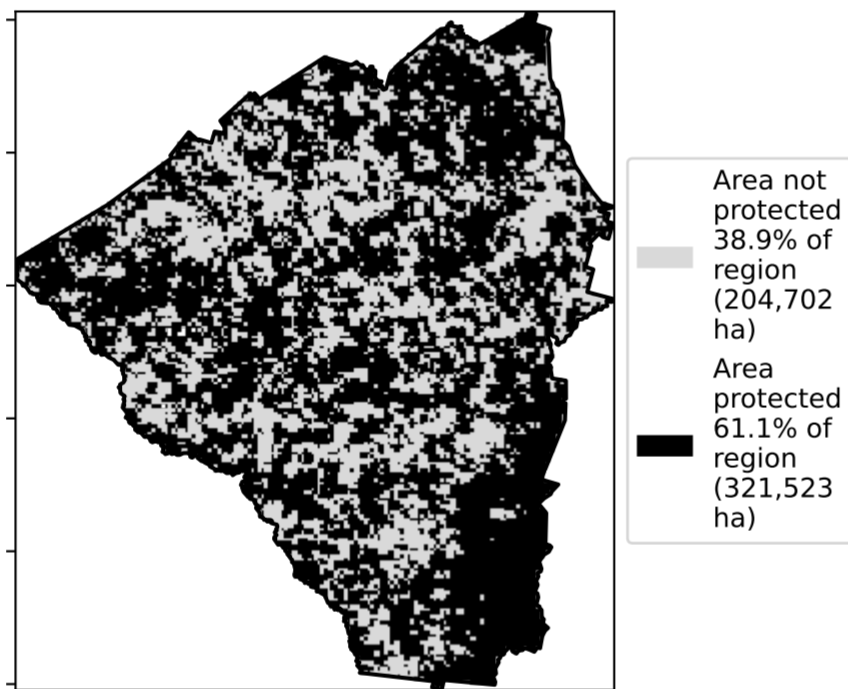 Area not
protected
38.9% of
region
(204,702
ha)
Area
protected
61.1% of
region
(321,523
ha)